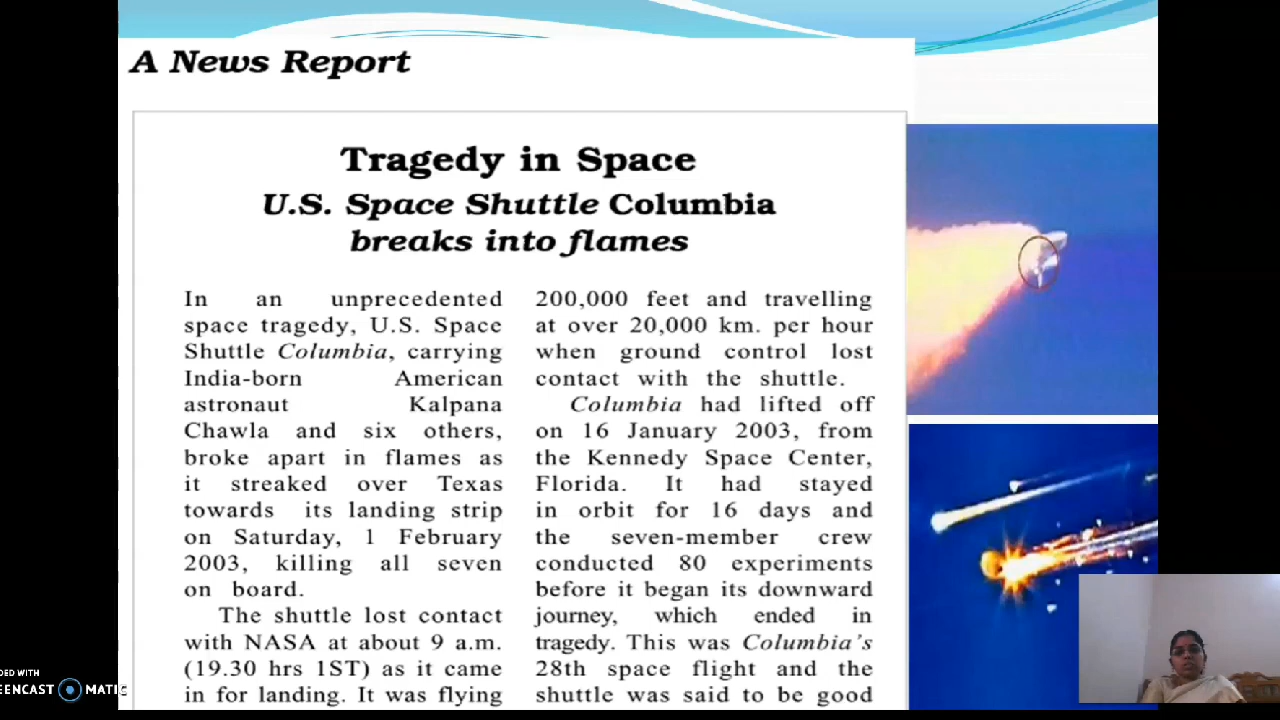 A News Report
Tragedy in Space
U.S. Space Shuttle Columbia
breaks into flames
In an unprecedented
space tragedy, U.S. Space
Shuttle Columbia, carrying
India-born American
astronaut Kalpana
Chawla and six others,
broke apart in flames as
it streaked over Texas
towards its landing strip
on Saturday, 1 February
2003, killing all seven
on board.
The shuttle lost contact
with NASA at about 9 a.m.
(19.30 hrs 1ST) as it came
in for landing. It was flying
200,000 feet and travelling
at over 20,000 km. per hour
when ground control lost
contact with the shuttle.
Columbia had lifted off
on 16 January 2003, from
the Kennedy Space Center,
Florida. It had stayed
in orbit for 16 days and
the seven-member crew
conducted 80 experiments
before it began its downward
journey, which ended in
tragedy. This was Columbia's
28th space flight and the
shuttle was said to be good
DED WITH
EENCAST MATIC